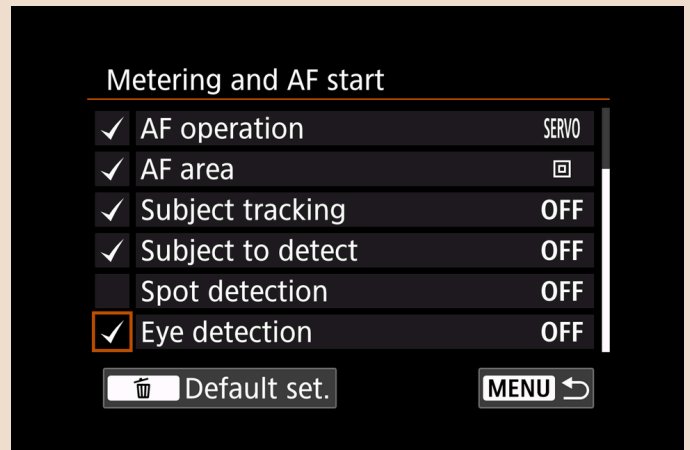 Metering and AF start
AF operation SERVO
AF area
Subject tracking OFF
Subject to detect OFF
Spot detection OFF
Eye detection OFF
Default set. MENU